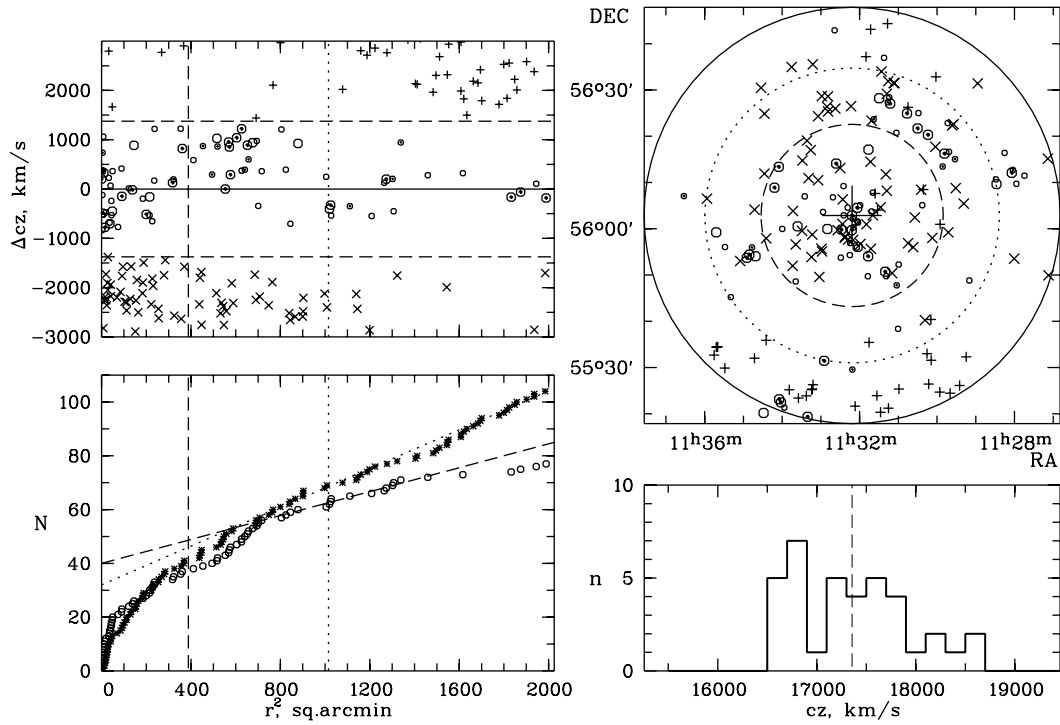 Δcz, km/s
2000
1000
0
−1000
−2000
−3000
N
100
80
60
40
20
0
0 400 800 1200 1600 2000
r,² sq.arcmin
DEC
56°30′
56°00′
55°30′
11ʰ36ᵐ 11ʰ32ᵐ 11ʰ28ᵐ
RA
n
10
5
0
16000 17000 18000 19000
cz, km/s